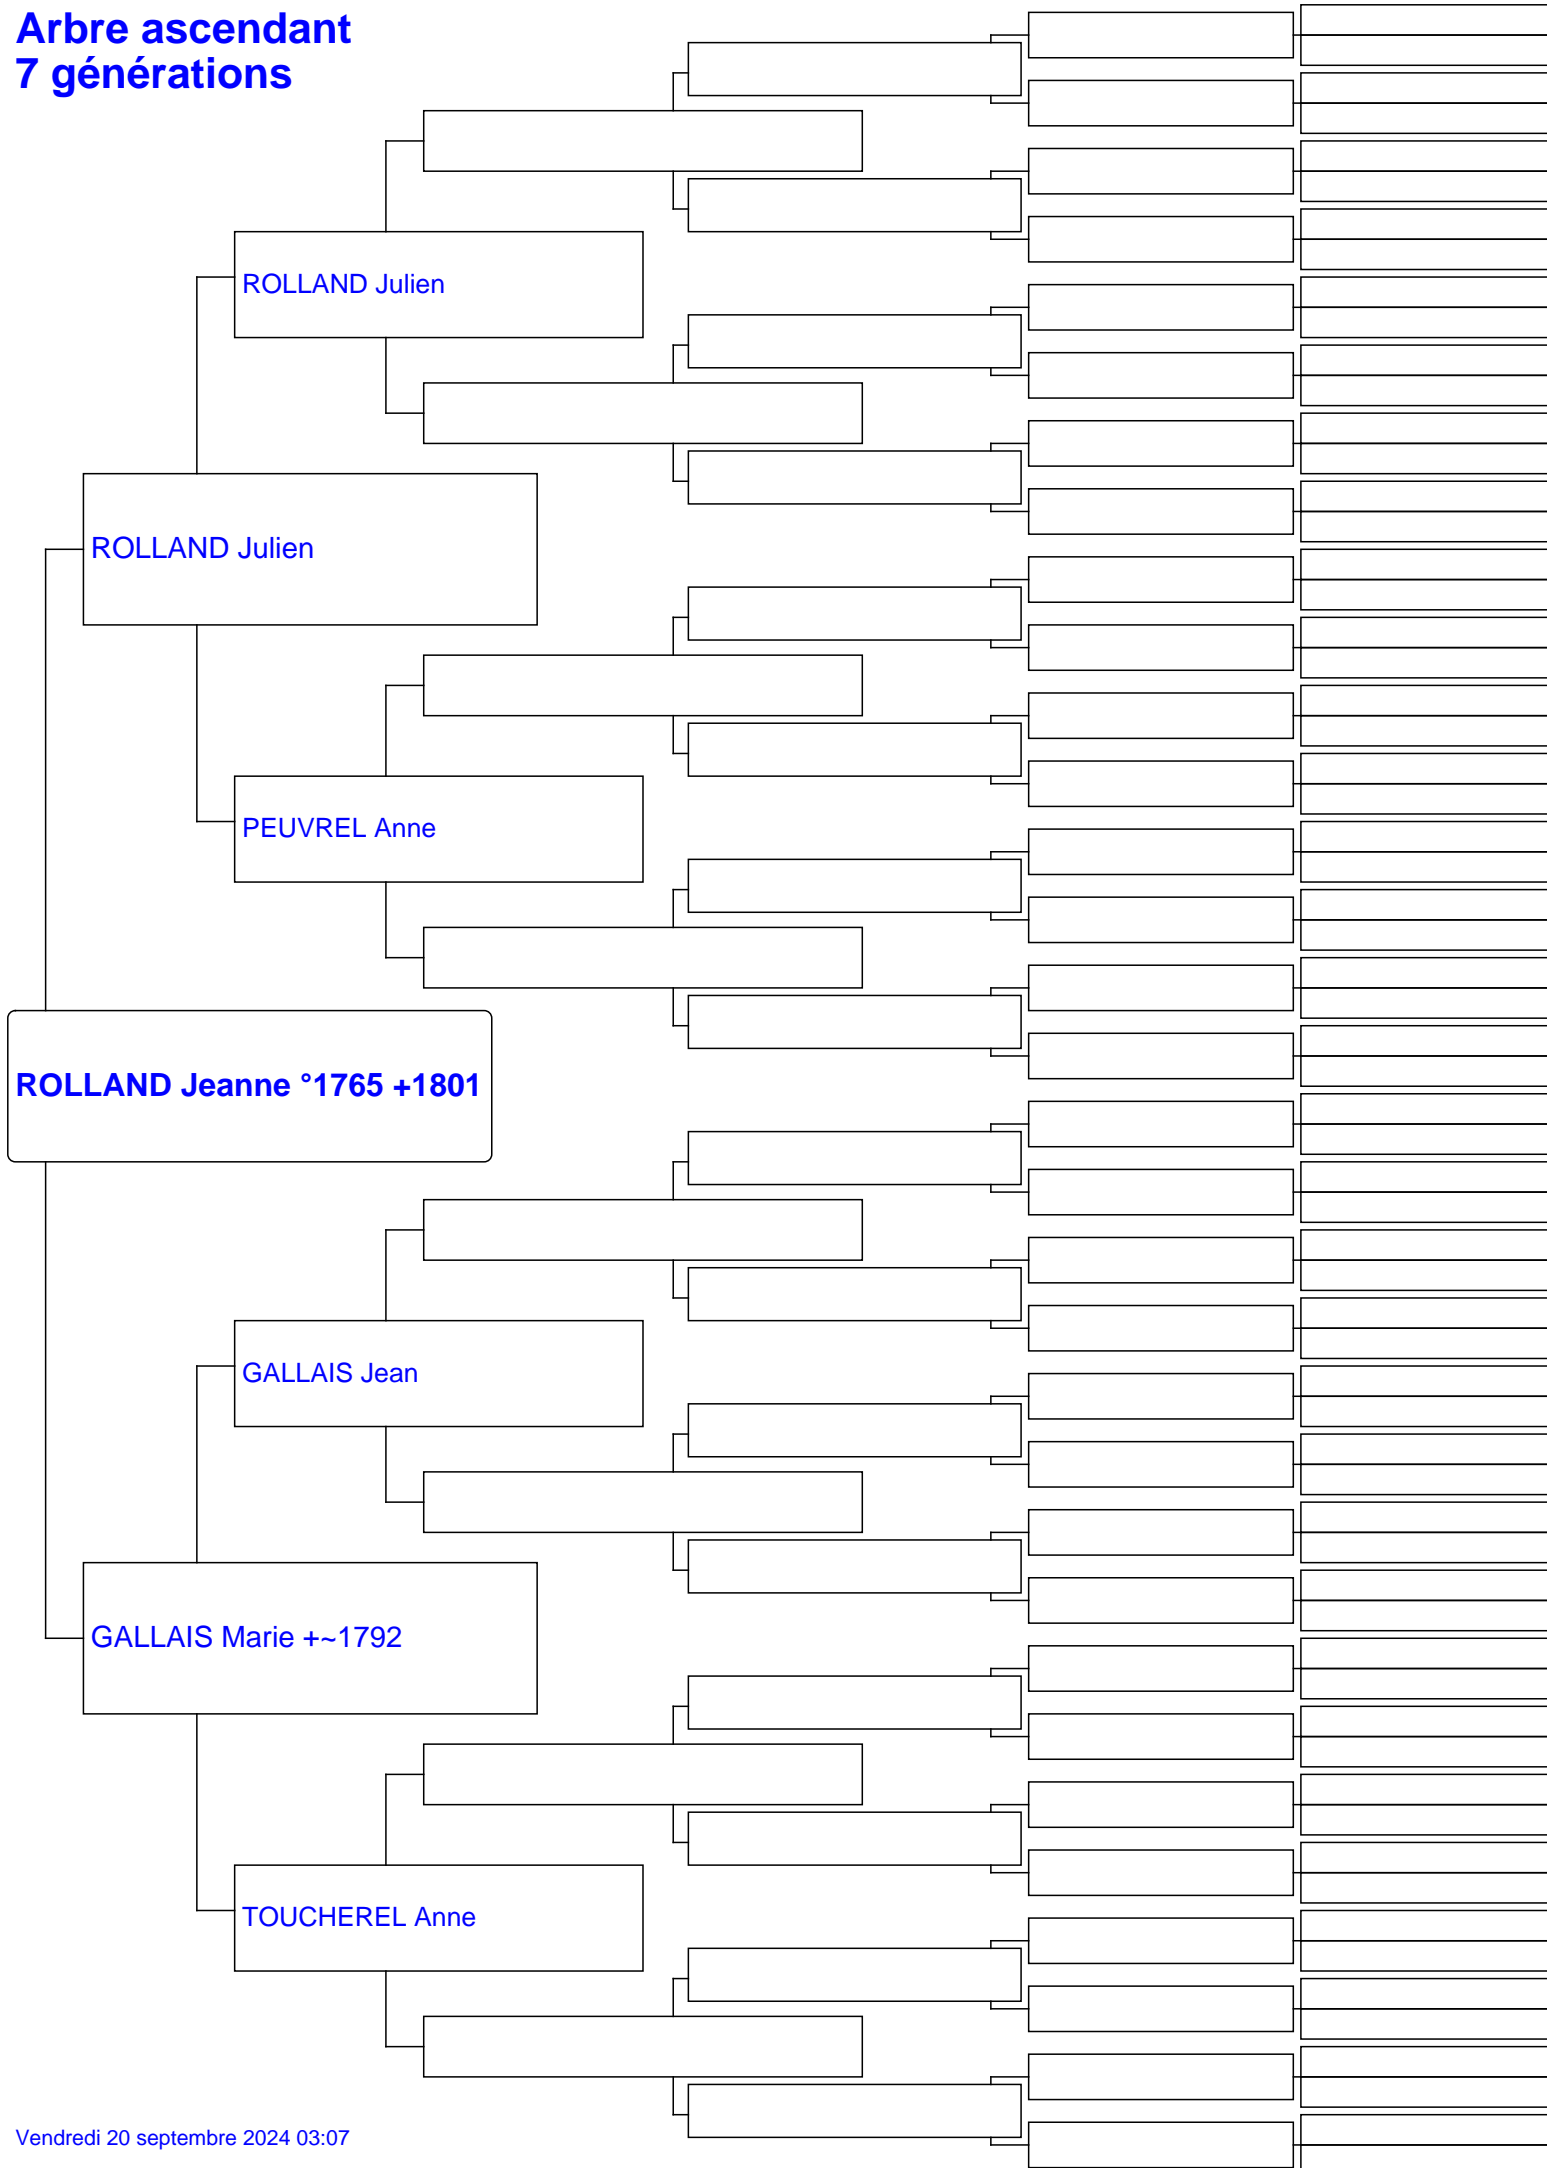 Arbre ascendant
7 générations
ROLLAND Julien
ROLLAND Julien
PEUVREL Anne
ROLLAND Jeanne °1765 +1801
GALLAIS Jean
GALLAIS Marie +~1792
TOUCHEREL Anne
Vendredi 20 septembre 2024 03:07